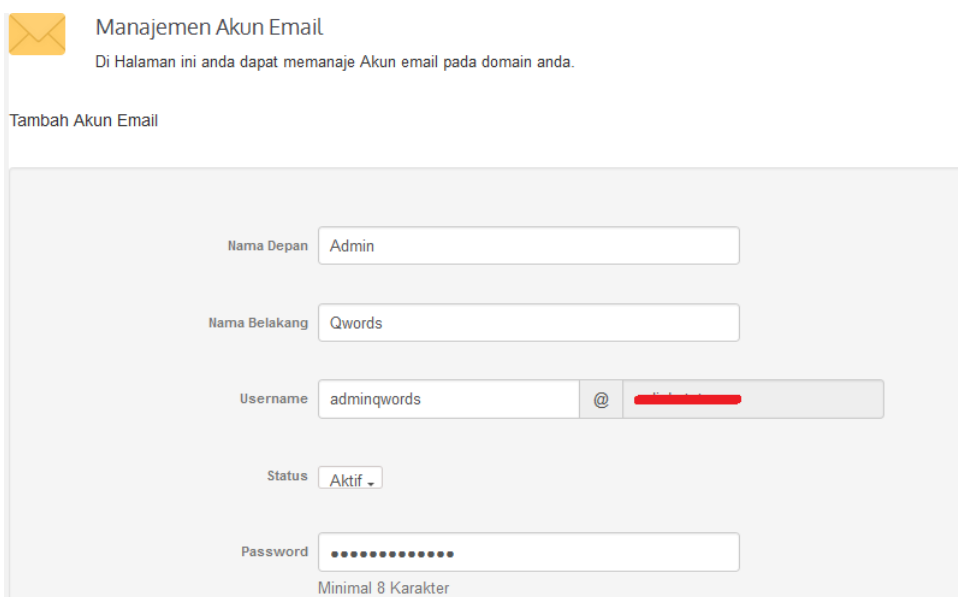 Manajemen Akun Email
Di Halaman ini anda dapat memanaje Akun email pada domain anda.
Tambah Akun Email
Nama Depan Admin
Nama Belakang Qwords
Username adminqwords @
Status Aktif
Password •••••••••••••
Minimal 8 Karakter